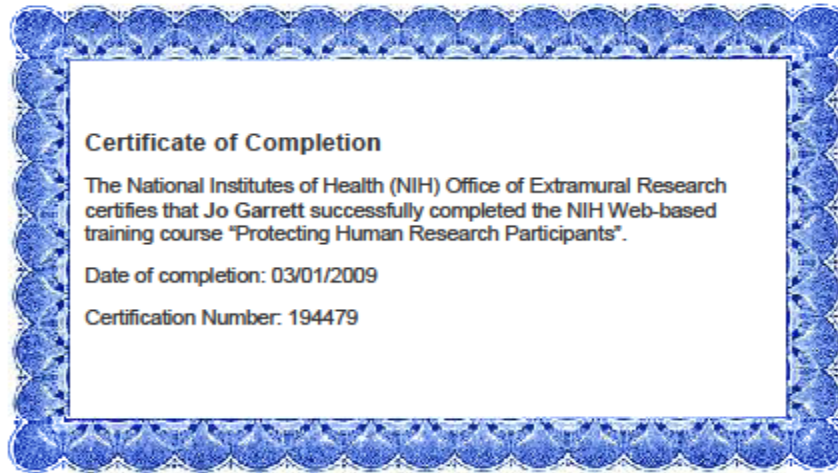 Certificate of Completion
The National Institutes of Health (NIH) Office of Extramural Research
certifies that Jo Garrett successfully completed the NIH Web-based
training course “Protecting Human Research Participants”.
Date of completion: 03/01/2009
Certification Number: 194479